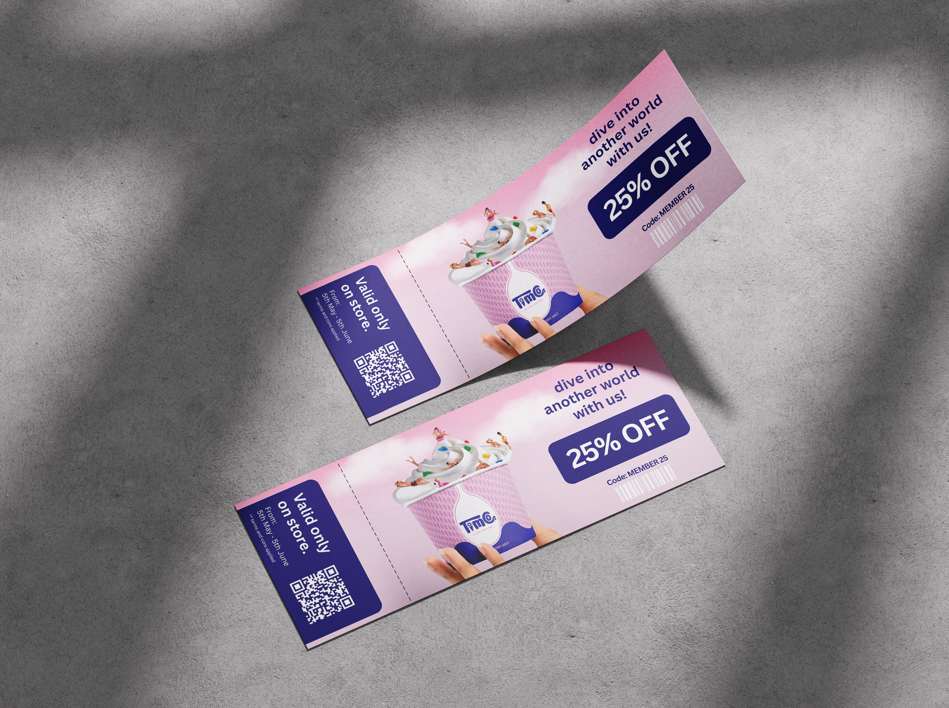 dive into
another world
with us!
25% OFF
Code: MEMBER 25
Valid only
on store.
From:
5th May - 5th June
TimCo.
dive into
another world
with us!
25% OFF
Code: MEMBER 25
Valid only
on store.
From:
5th May - 5th June
TimCo.